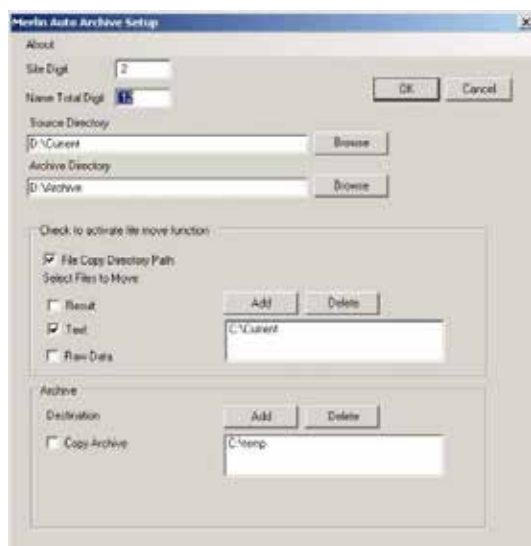 Merlin Auto Archive Setup
About
Site Digit 2
Name Total Digit 12
OK Cancel
Source Directory
D:\Current Browse
Archive Directory
D:\Archive Browse
Check to activate file move function
File Copy Directory Path
Select Files to Move
Result Add Delete
Text C:\Current
Raw Data
Archive
Destination Add Delete
Copy Archive C:\temp